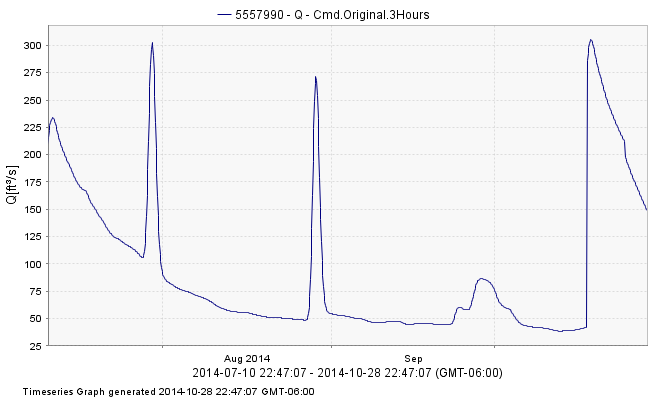 5557990 - Q - Cmd.Original.3Hours
Q[ft³/s]
300
275
250
225
200
175
150
125
100
75
50
25
Aug 2014 Sep
2014-07-10 22:47:07 - 2014-10-28 22:47:07 (GMT-06:00)
Timeseries Graph generated 2014-10-28 22:47:07 GMT-06:00